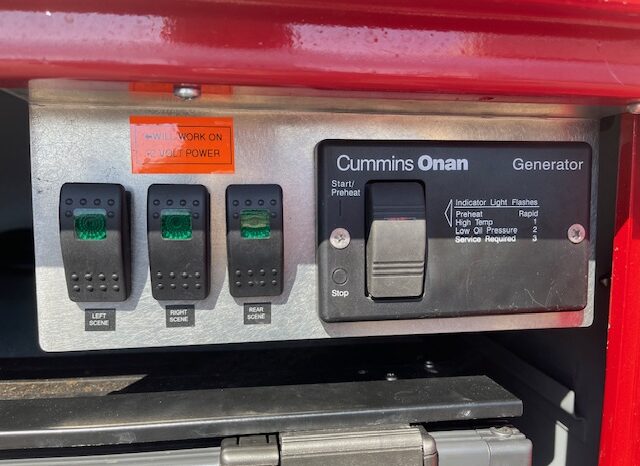 WILL WORK ON
VOLT POWER
Cummins Onan Generator
Start/
Preheat
Indicator Light Flashes
Preheat Rapid
High Temp 1
Low Oil Pressure 2
Service Required 3
Stop
LEFT
SCENE
RIGHT
SCENE
REAR
SCENE